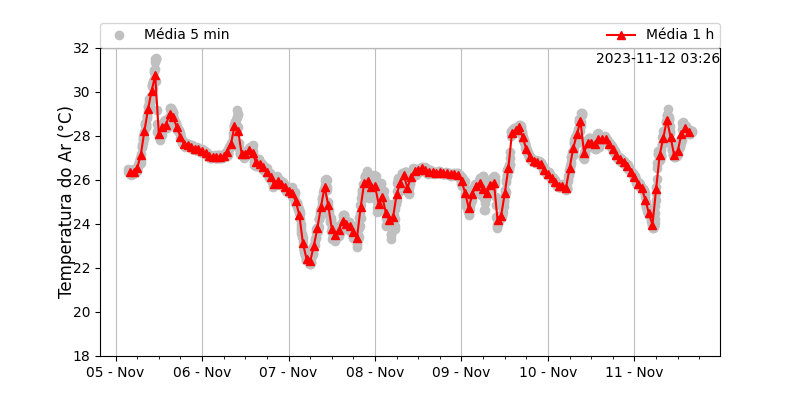 Média 5 min
Média 1 h
2023-11-12 03:26
Temperatura do Ar (°C)
32
30
28
26
24
22
20
18
05 - Nov
06 - Nov
07 - Nov
08 - Nov
09 - Nov
10 - Nov
11 - Nov